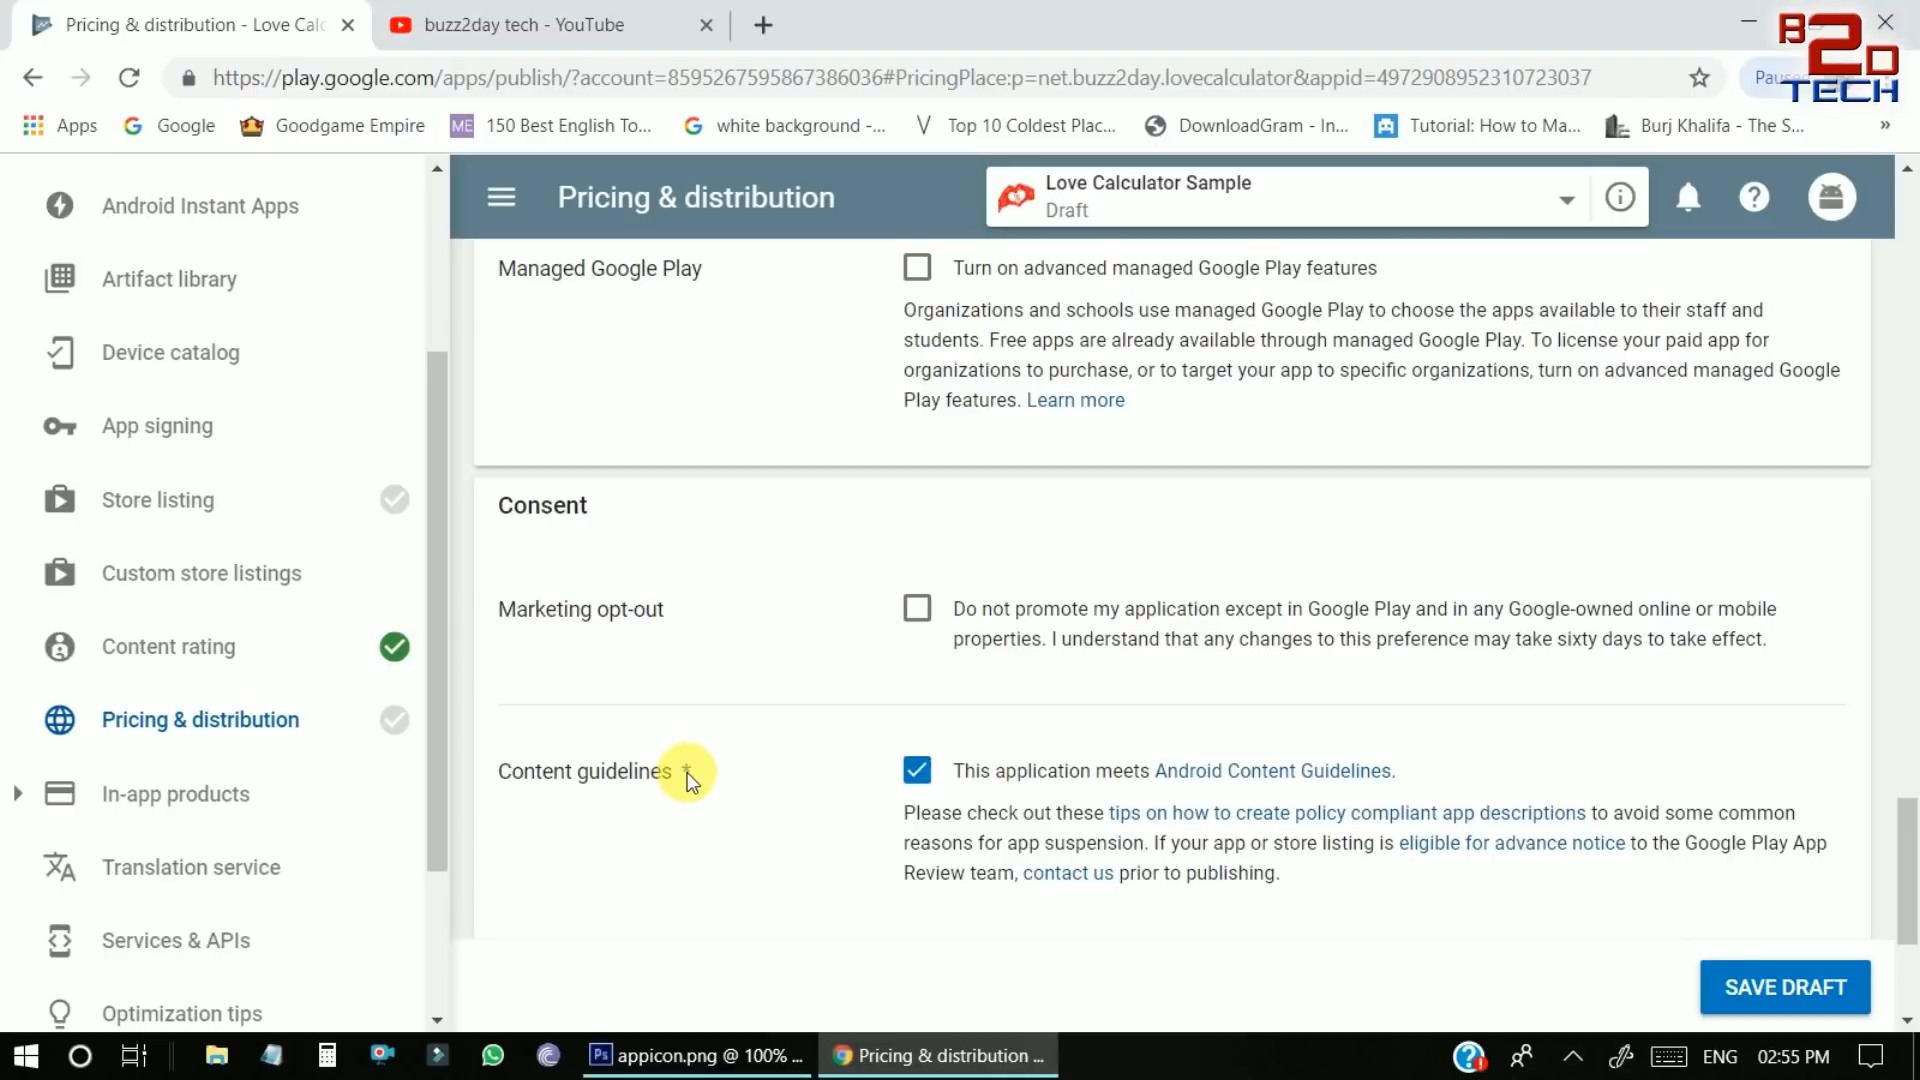 Pricing & distribution - Love Calc
buzz2day tech - YouTube
B2D TECH
https://play.google.com/apps/publish/?account=8595267595867386036#PricingPlace:p=net.buzz2day.lovecalculator&appid=4972908952310723037
Apps
Google
Goodgame Empire
ME 150 Best English To...
white background -...
Top 10 Coldest Plac...
DownloadGram - In...
Tutorial: How to Ma...
Burj Khalifa - The S...
»
Android Instant Apps
Artifact library
Device catalog
App signing
Store listing
Custom store listings
Content rating
Pricing & distribution
In-app products
Translation service
Services & APIs
Optimization tips
Pricing & distribution
Love Calculator Sample
Draft
Managed Google Play
Turn on advanced managed Google Play features
Organizations and schools use managed Google Play to choose the apps available to their staff and
students. Free apps are already available through managed Google Play. To license your paid app for
organizations to purchase, or to target your app to specific organizations, turn on advanced managed Google
Play features. Learn more
Consent
Marketing opt-out
Do not promote my application except in Google Play and in any Google-owned online or mobile
properties. I understand that any changes to this preference may take sixty days to take effect.
Content guidelines *
This application meets Android Content Guidelines.
Please check out these tips on how to create policy compliant app descriptions to avoid some common
reasons for app suspension. If your app or store listing is eligible for advance notice to the Google Play App
Review team, contact us prior to publishing.
SAVE DRAFT
Ps appicon.png @ 100% ...
Pricing & distribution ...
ENG
02:55 PM